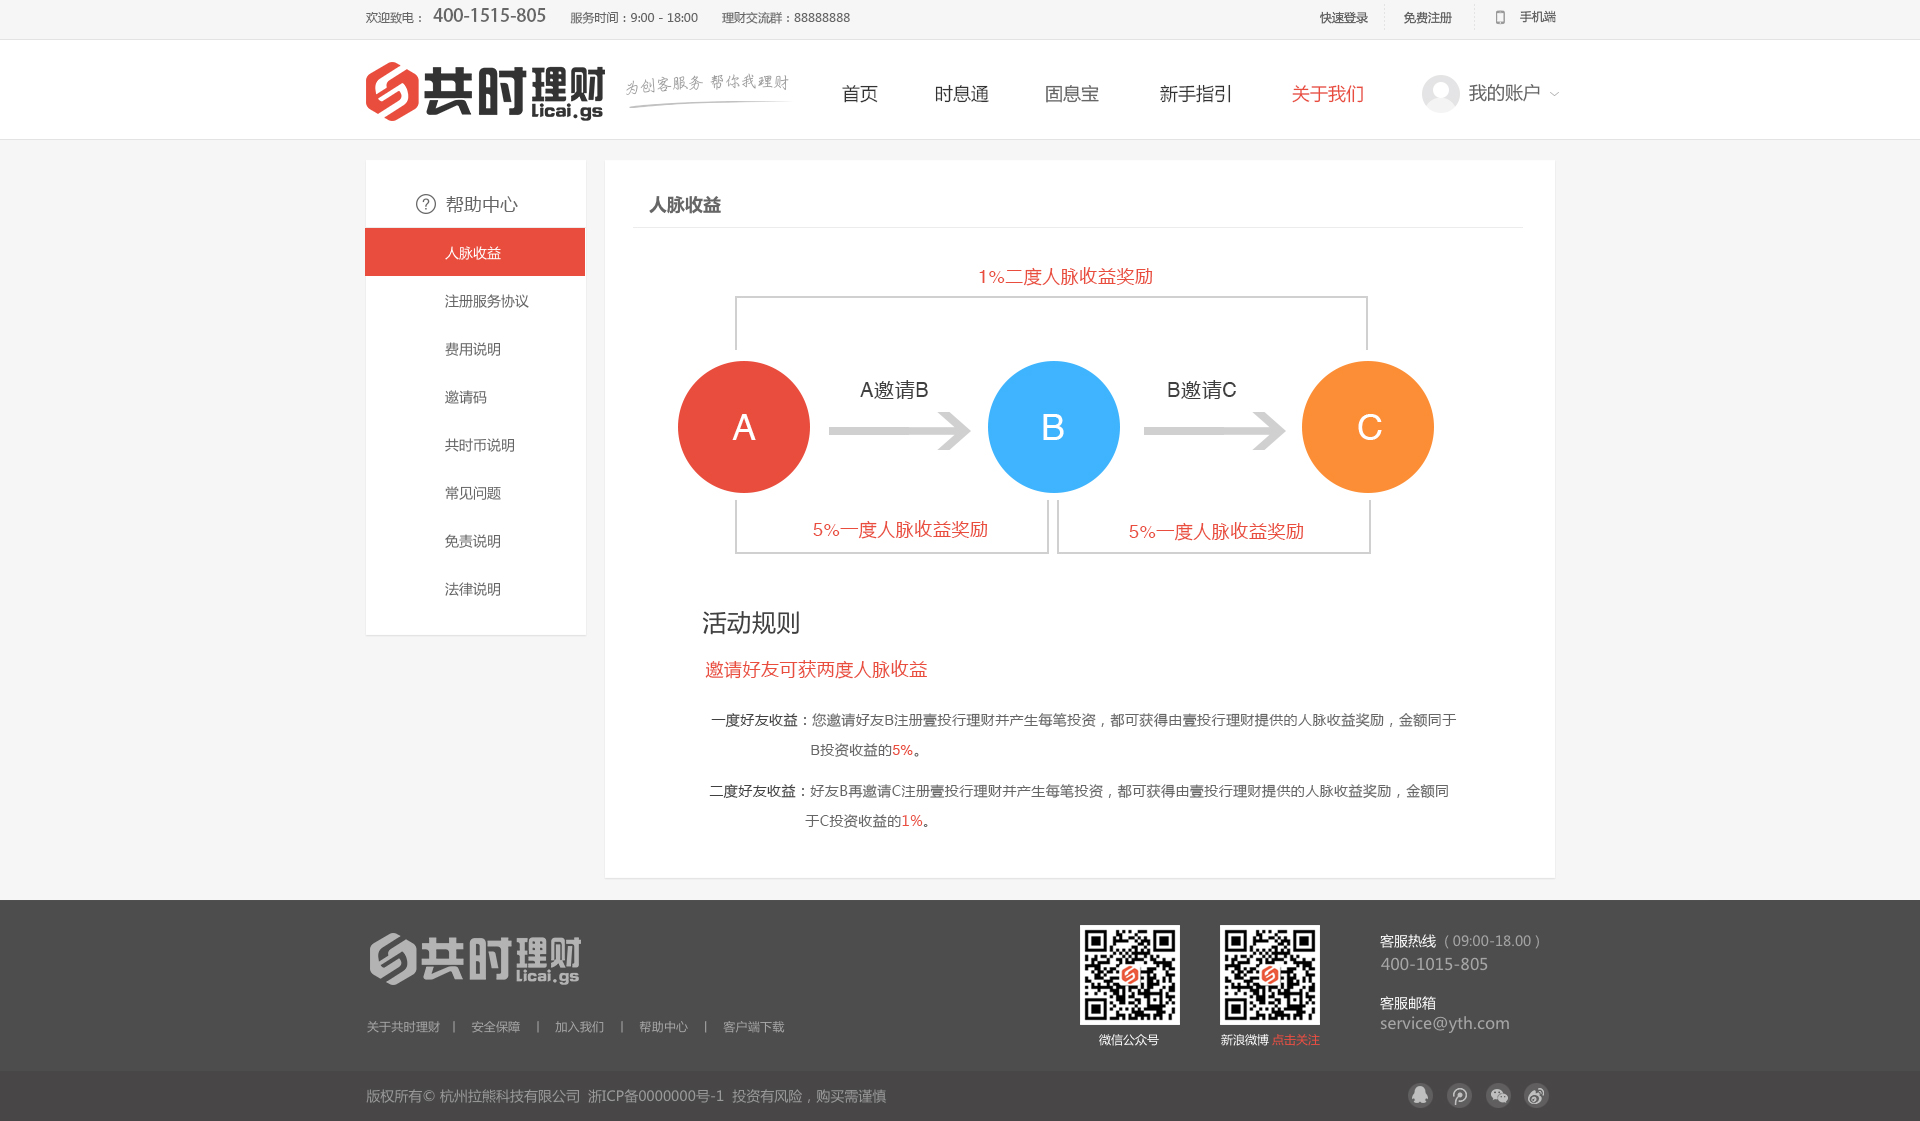 欢迎致电： 400-1515-805 服务时间：9:00 - 18:00 理财交流群：88888888 快速登录 免费注册 手机端
共时理财 Licai.gs 为创客服务 帮你我理财 首页 时息通 固息宝 新手指引 关于我们 我的账户
帮助中心
人脉收益
注册服务协议
费用说明
邀请码
共时币说明
常见问题
免责说明
法律说明
人脉收益
1%二度人脉收益奖励
A邀请B B邀请C
A B C
5%一度人脉收益奖励 5%一度人脉收益奖励
活动规则
邀请好友可获两度人脉收益
一度好友收益：您邀请好友B注册壹投行理财并产生每笔投资，都可获得由壹投行理财提供的人脉收益奖励，金额同于
B投资收益的5%。
二度好友收益：好友B再邀请C注册壹投行理财并产生每笔投资，都可获得由壹投行理财提供的人脉收益奖励，金额同
于C投资收益的1%。
共时理财 Licai.gs
关于共时理财 | 安全保障 | 加入我们 | 帮助中心 | 客户端下载
微信公众号
新浪微博 点击关注
客服热线（09:00-18.00）
400-1015-805
客服邮箱
service@yth.com
版权所有© 杭州拉熊科技有限公司 浙ICP备0000000号-1 投资有风险，购买需谨慎